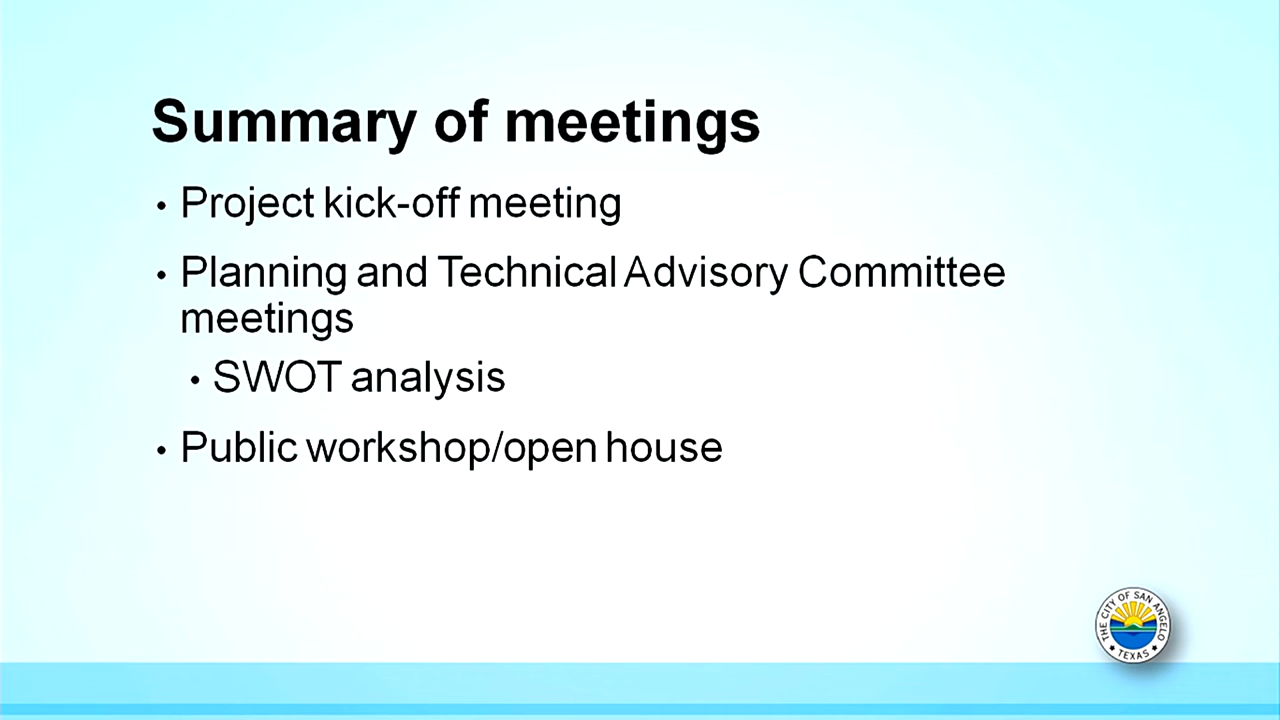 Summary of meetings
• Project kick-off meeting
• Planning and Technical Advisory Committee
meetings
• SWOT analysis
• Public workshop/open house
THE CITY OF SAN ANGELO
★ TEXAS ★